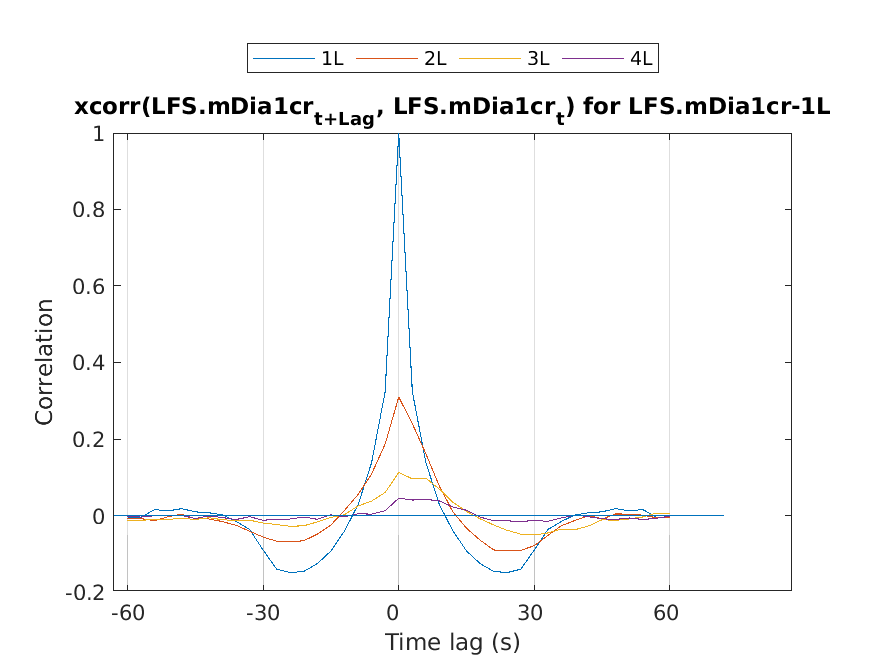 1L 2L 3L 4L
xcorr(LFS.mDia1cr_{t+Lag}, LFS.mDia1cr_t) for LFS.mDia1cr-1L
1
0.8
0.6
0.4
0.2
0
-0.2
Correlation
-60 -30 0 30 60
Time lag (s)